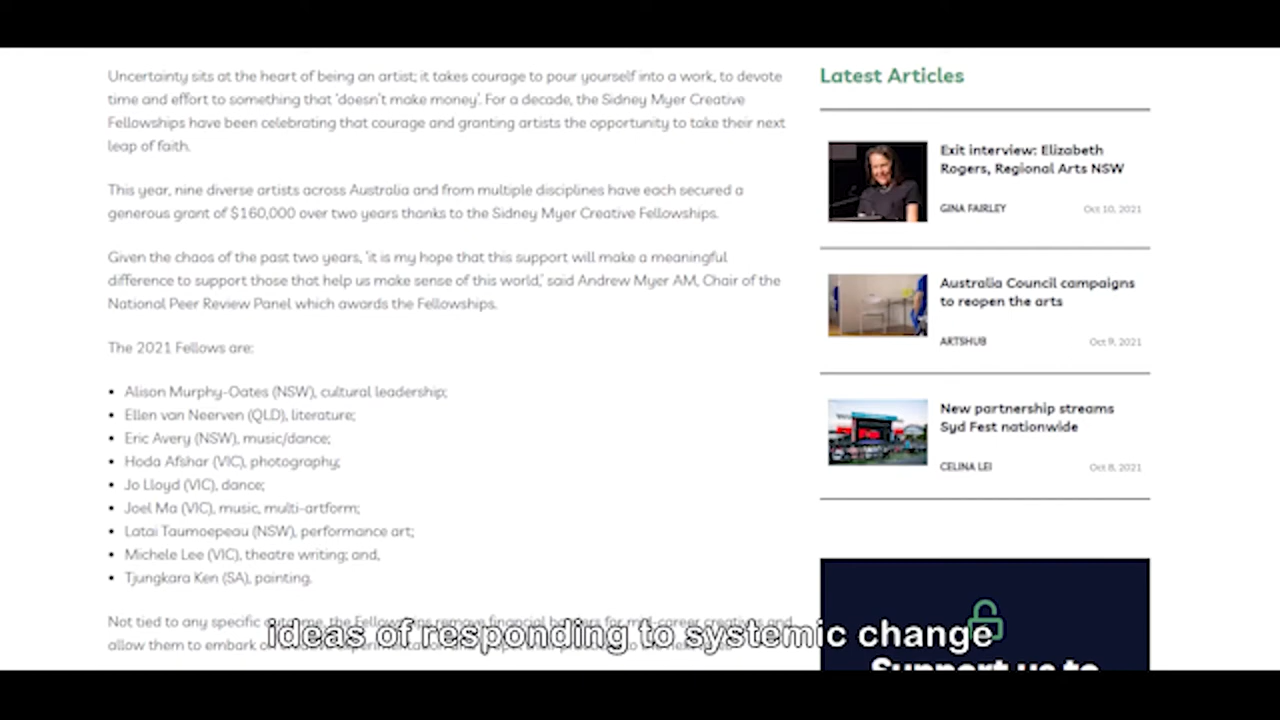 Uncertainty sits at the heart of being an artist; it takes courage to pour yourself into a work, to devote
time and effort to something that 'doesn't make money'. For a decade, the Sidney Myer Creative
Fellowships have been celebrating that courage and granting artists the opportunity to take their next
leap of faith.
This year, nine diverse artists across Australia and from multiple disciplines have each secured a
generous grant of $160,000 over two years thanks to the Sidney Myer Creative Fellowships.
Given the chaos of the past two years, 'it is my hope that this support will make a meaningful
difference to support those that help us make sense of this world,' said Andrew Myer AM, Chair of the
National Peer Review Panel which awards the Fellowships.
The 2021 Fellows are:
• Alison Murphy-Oates (NSW), cultural leadership;
• Ellen van Neerven (QLD), literature;
• Eric Avery (NSW), music/dance;
• Hoda Afshar (VIC), photography;
• Jo Lloyd (VIC), dance;
• Joel Ma (VIC), music, multi-artform;
• Latai Taumoepeau (NSW), performance art;
• Michele Lee (VIC), theatre writing; and,
• Tjungkara Ken (SA), painting.
Not tied to any specific the remove financial for
allow them to embark
Latest Articles
Exit interview: Elizabeth
Rogers, Regional Arts NSW
GINA FAIRLEY Oct 10, 2021
Australia Council campaigns
to reopen the arts
ARTSHUB Oct 9, 2021
New partnership streams
Syd Fest nationwide
CELINA LEI Oct 8, 2021
Support us to
ideas of responding to systemic change